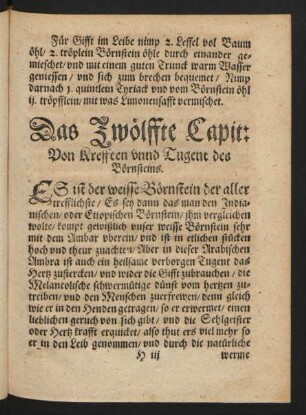 Für Gifft im Leibe nimp 2. Leffel vol Baum
öhl/ 2. tröplein Börnstein öhle durch einander ge-
mieschet/ vnd mit einem guten Trunck warm Wasser
geniessen/ vnd sich zum brechen bequemet/ Nimp
darnach j. quintlein Tyriack vnd vom Börnstein öhl
ij. tröpfflein/ mit was Limonensafft vermischet.
Das Zwölffte Capit:
Von Krefften vnnd Tugent des
Börnsteins.
ES ist der weisse Börnstein der aller
trefflichste/ Es sey dann das man den India-
nischen/ oder Etiopschen Börnstein/ ihm vergleichen
wolte/ kompt gewißlich vnser weisse Börnstein sehr
mit dem Ambar vberein/ vnd ist in etlichen stücken
hoch vnd thewr zuachten/ Aber in dieser Arabischen
Ambra ist auch ein heilsame verborgen Tugent das
Hertz zustercken/ vnd wider die Gifft zubrauchen/ die
Melancolische schwermütige dünst vom hertzen zu-
treiben/ vnd den Menschen zuerfrewen/ denn gleich
wie er in den Henden getragen/ so er erwermet/ einen
lieblichen geruch von sich gibt/ vnd die Sehlgeister
oder Hertz krafft erquicket/ also thut ers viel mehr so
er in den Leib genommen/ vnd durch die natürliche
H iij werme